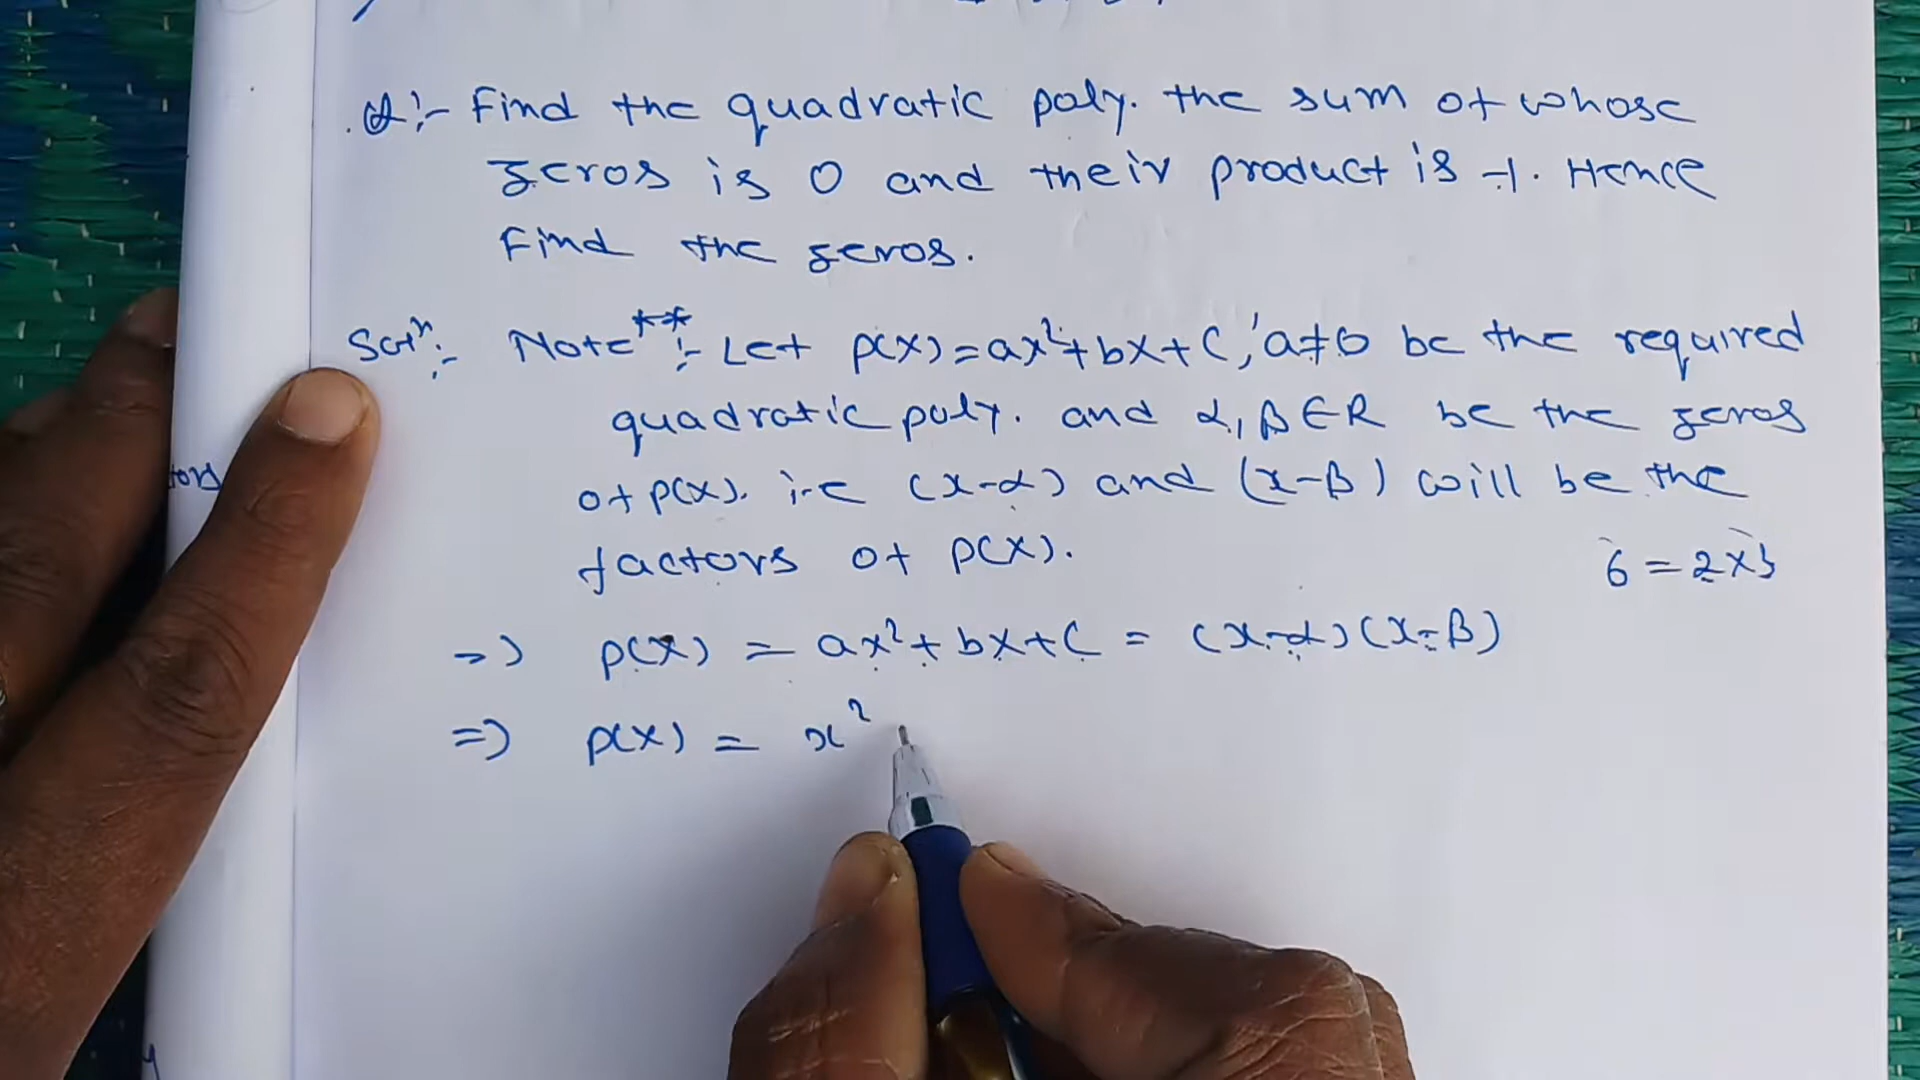 Q:- Find the quadratic poly. the sum of whose
zeros is 0 and their product is -1. Hence
find the zeros.
Solⁿ:- Note**:- Let p(x)=ax²+bx+c, a≠0 be the required
quadratic poly. and α, β ∈ R be the zeros
of p(x). i.e (x-α) and (x-β) will be the
factors of p(x).
6 = 2×3
=> p(x) = ax²+bx+c = (x-α)(x-β)
=> p(x) = x²